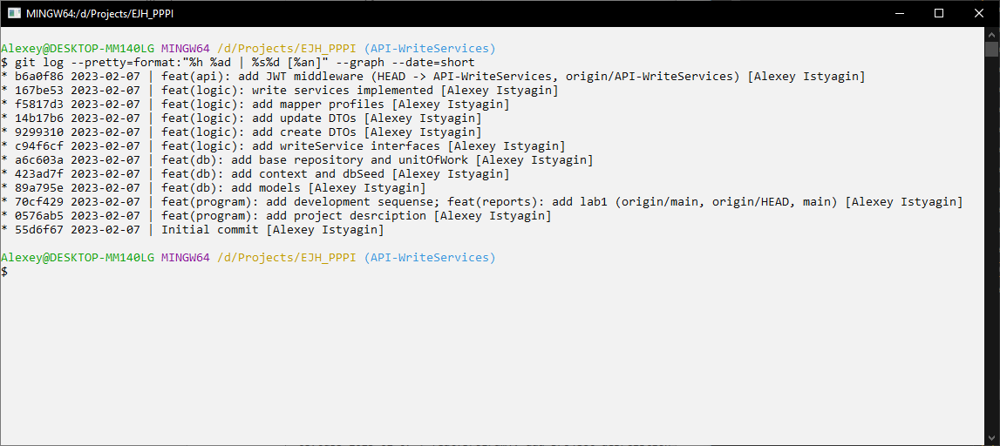 MINGW64:/d/Projects/EJH_PPPI
Alexey@DESKTOP-MM140LG MINGW64 /d/Projects/EJH_PPPI (API-WriteServices)
$ git log --pretty=format:"%h %ad | %s%d [%an]" --graph --date=short
* b6a0f86 2023-02-07 | feat(api): add JWT middleware (HEAD -> API-WriteServices, origin/API-WriteServices) [Alexey Istyagin]
* 167be53 2023-02-07 | feat(logic): write services implemented [Alexey Istyagin]
* f5817d3 2023-02-07 | feat(logic): add mapper profiles [Alexey Istyagin]
* 14b17b6 2023-02-07 | feat(logic): add update DTOs [Alexey Istyagin]
* 9299310 2023-02-07 | feat(logic): add create DTOs [Alexey Istyagin]
* c94f6cf 2023-02-07 | feat(logic): add writeService interfaces [Alexey Istyagin]
* a6c603a 2023-02-07 | feat(db): add base repository and unitOfWork [Alexey Istyagin]
* 423ad7f 2023-02-07 | feat(db): add context and dbSeed [Alexey Istyagin]
* 89a795e 2023-02-07 | feat(db): add models [Alexey Istyagin]
* 70cf429 2023-02-07 | feat(program): add development sequense; feat(reports): add lab1 (origin/main, origin/HEAD, main) [Alexey Istyagin]
* 0576ab5 2023-02-07 | feat(program): add project desrciption [Alexey Istyagin]
* 55d6f67 2023-02-07 | Initial commit [Alexey Istyagin]
Alexey@DESKTOP-MM140LG MINGW64 /d/Projects/EJH_PPPI (API-WriteServices)
$